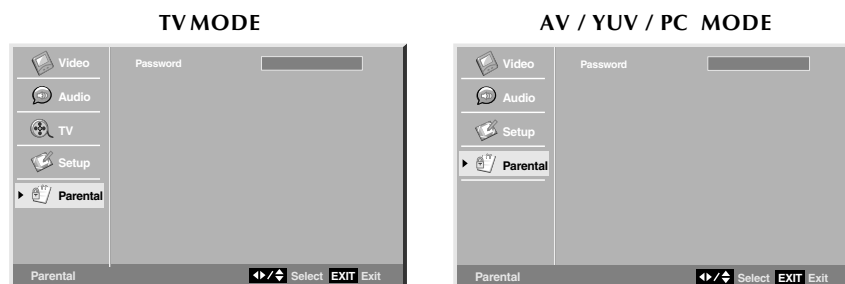 TV MODE
Video
Password
Audio
TV
Setup
Parental
Parental
Select EXIT Exit
AV / YUV / PC MODE
Video
Password
Audio
Setup
Parental
Parental
Select EXIT Exit